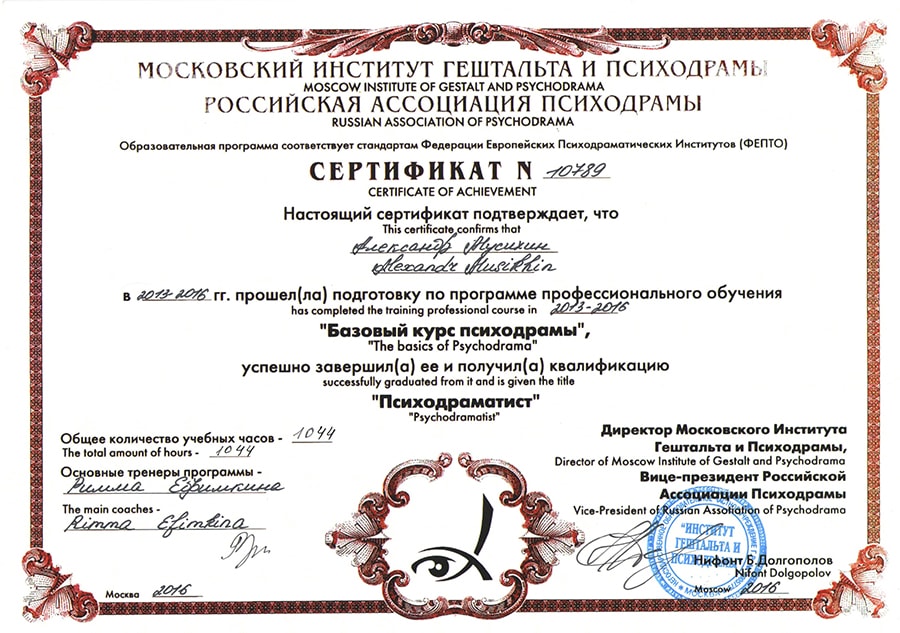 МОСКОВСКИЙ ИНСТИТУТ ГЕШТАЛЬТА И ПСИХОДРАМЫ
MOSCOW INSTITUTE OF GESTALT AND PSYCHODRAMA
РОССИЙСКАЯ АССОЦИАЦИЯ ПСИХОДРАМЫ
RUSSIAN ASSOCIATION OF PSYCHODRAMA
Образовательная программа соответствует стандартам Федерации Европейских Психодраматических Институтов (ФЕПТО)
СЕРТИФИКАТ N 10789
CERTIFICATE OF ACHIEVEMENT
Настоящий сертификат подтверждает, что
This certificate confirms that
Александр Мусихин
Alexandr Musikhin
в 2013-2016 гг. прошел(ла) подготовку по программе профессионального обучения
has completed the training professional course in 2013-2016
"Базовый курс психодрамы",
"The basics of Psychodrama"
успешно завершил(а) ее и получил(а) квалификацию
successfully graduated from it and is given the title
"Психодраматист"
"Psychodramatist"
Общее количество учебных часов - 1044
The total amount of hours - 1044
Основные тренеры программы -
Римма Ефимкина
The main coaches -
Rimma Efimkina
Москва 2016
Директор Московского Института
Гештальта и Психодрамы,
Director of Moscow Institute of Gestalt and Psychodrama
Вице-президент Российской
Ассоциации Психодрамы
Vice-President of Russian Association of Psychodrama
"ИНСТИТУТ
ГЕШТАЛЬТА И
Нифонт Б.Долгополов
Nifont Dolgopolov
Moscow 2016